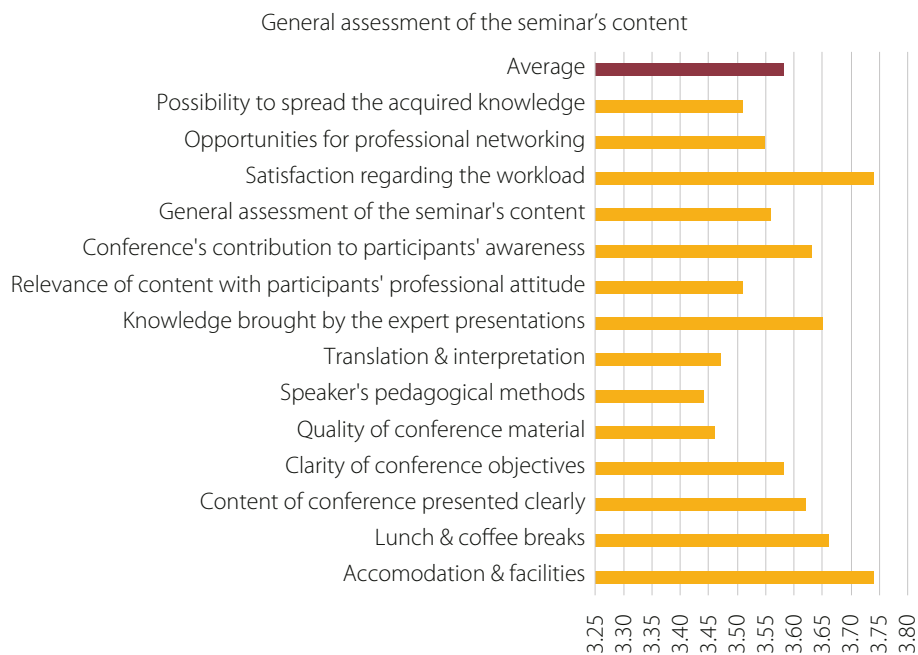 General assessment of the seminar’s content
Average
Possibility to spread the acquired knowledge
Opportunities for professional networking
Satisfaction regarding the workload
General assessment of the seminar's content
Conference's contribution to participants' awareness
Relevance of content with participants' professional attitude
Knowledge brought by the expert presentations
Translation & interpretation
Speaker's pedagogical methods
Quality of conference material
Clarity of conference objectives
Content of conference presented clearly
Lunch & coffee breaks
Accomodation & facilities
3.25 3.30 3.35 3.40 3.45 3.50 3.55 3.60 3.65 3.70 3.75 3.80